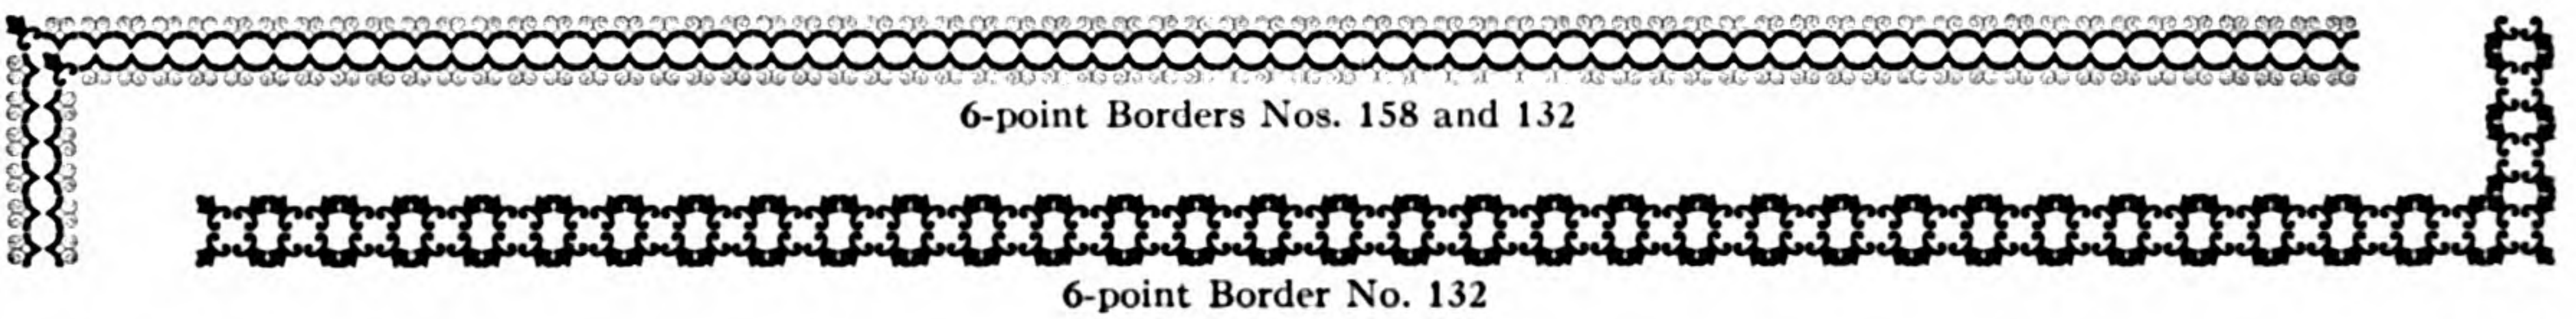 6-point Borders Nos. 158 and 132
6-point Border No. 132